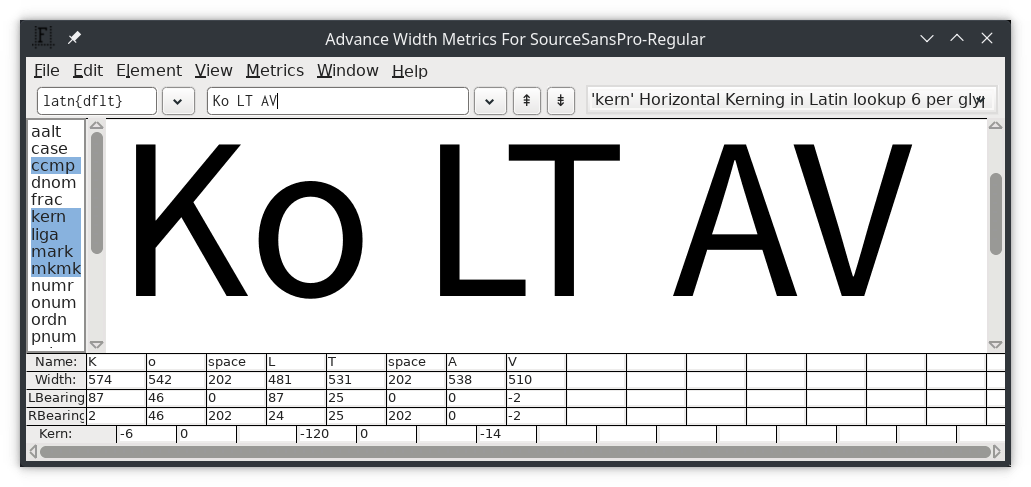 Advance Width Metrics For SourceSansPro-Regular
File Edit Element View Metrics Window Help
latn{dflt} Ko LT AV 'kern' Horizontal Kerning in Latin lookup 6 per gly
aalt
case
ccmp
dnom
frac
kern
liga
mark
mkmk
numr
onum
ordn
pnum
Ko LT AV
Name: K o space L T space A V
Width: 574 542 202 481 531 202 538 510
LBearing 87 46 0 87 25 0 0 -2
RBearing 2 46 202 24 25 202 0 -2
Kern: -6 0 -120 0 -14